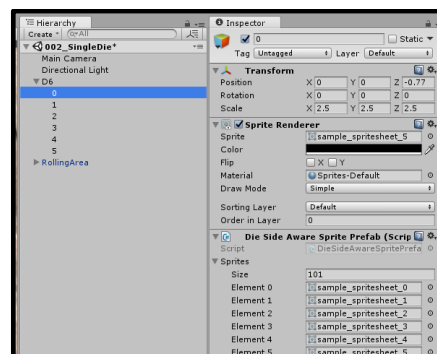 Hierarchy
Create
All
002_SingleDie*
Main Camera
Directional Light
D6
0
1
2
3
4
5
RollingArea
Inspector
0
Static
Tag Untagged Layer Default
Transform
Position X 0 Y 0 Z -0.77
Rotation X 0 Y 0 Z 0
Scale X 2.5 Y 2.5 Z 2.5
Sprite Renderer
Sprite sample_spritesheet_5
Color
Flip X Y
Material Sprites-Default
Draw Mode Simple
Sorting Layer Default
Order in Layer 0
Die Side Aware Sprite Prefab (Scrip
Script DieSideAwareSpritePrefa
Sprites
Size 101
Element 0 sample_spritesheet_0
Element 1 sample_spritesheet_1
Element 2 sample_spritesheet_2
Element 3 sample_spritesheet_3
Element 4 sample_spritesheet_4
Element 5 sample_spritesheet_5